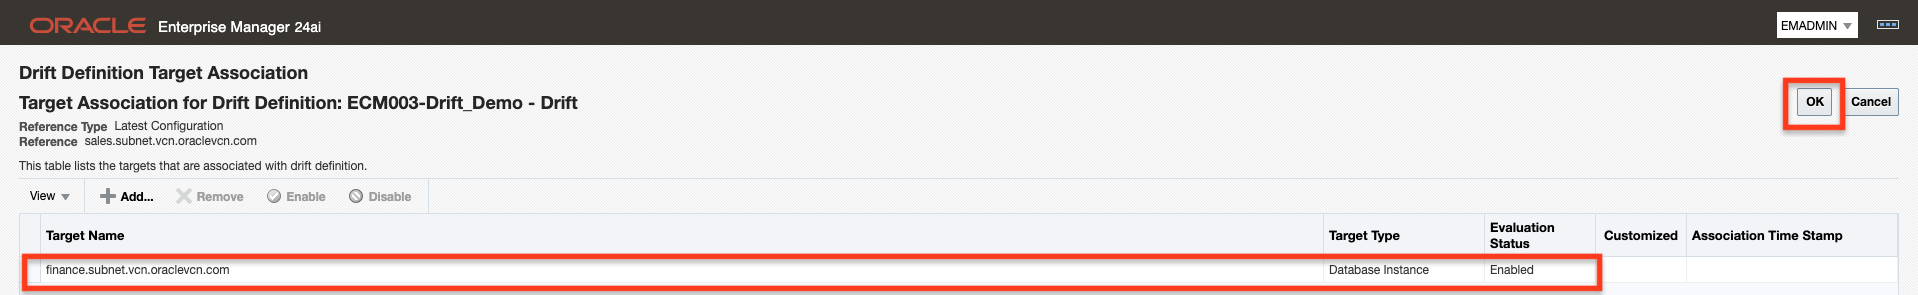 ORACLE Enterprise Manager 24ai
EMADMIN
Drift Definition Target Association
Target Association for Drift Definition: ECM003-Drift_Demo - Drift
OK Cancel
Reference Type Latest Configuration
Reference sales.subnet.vcn.oraclevcn.com
This table lists the targets that are associated with drift definition.
View Add... Remove Enable Disable
Target Name Target Type Evaluation Status Customized Association Time Stamp
finance.subnet.vcn.oraclevcn.com Database Instance Enabled